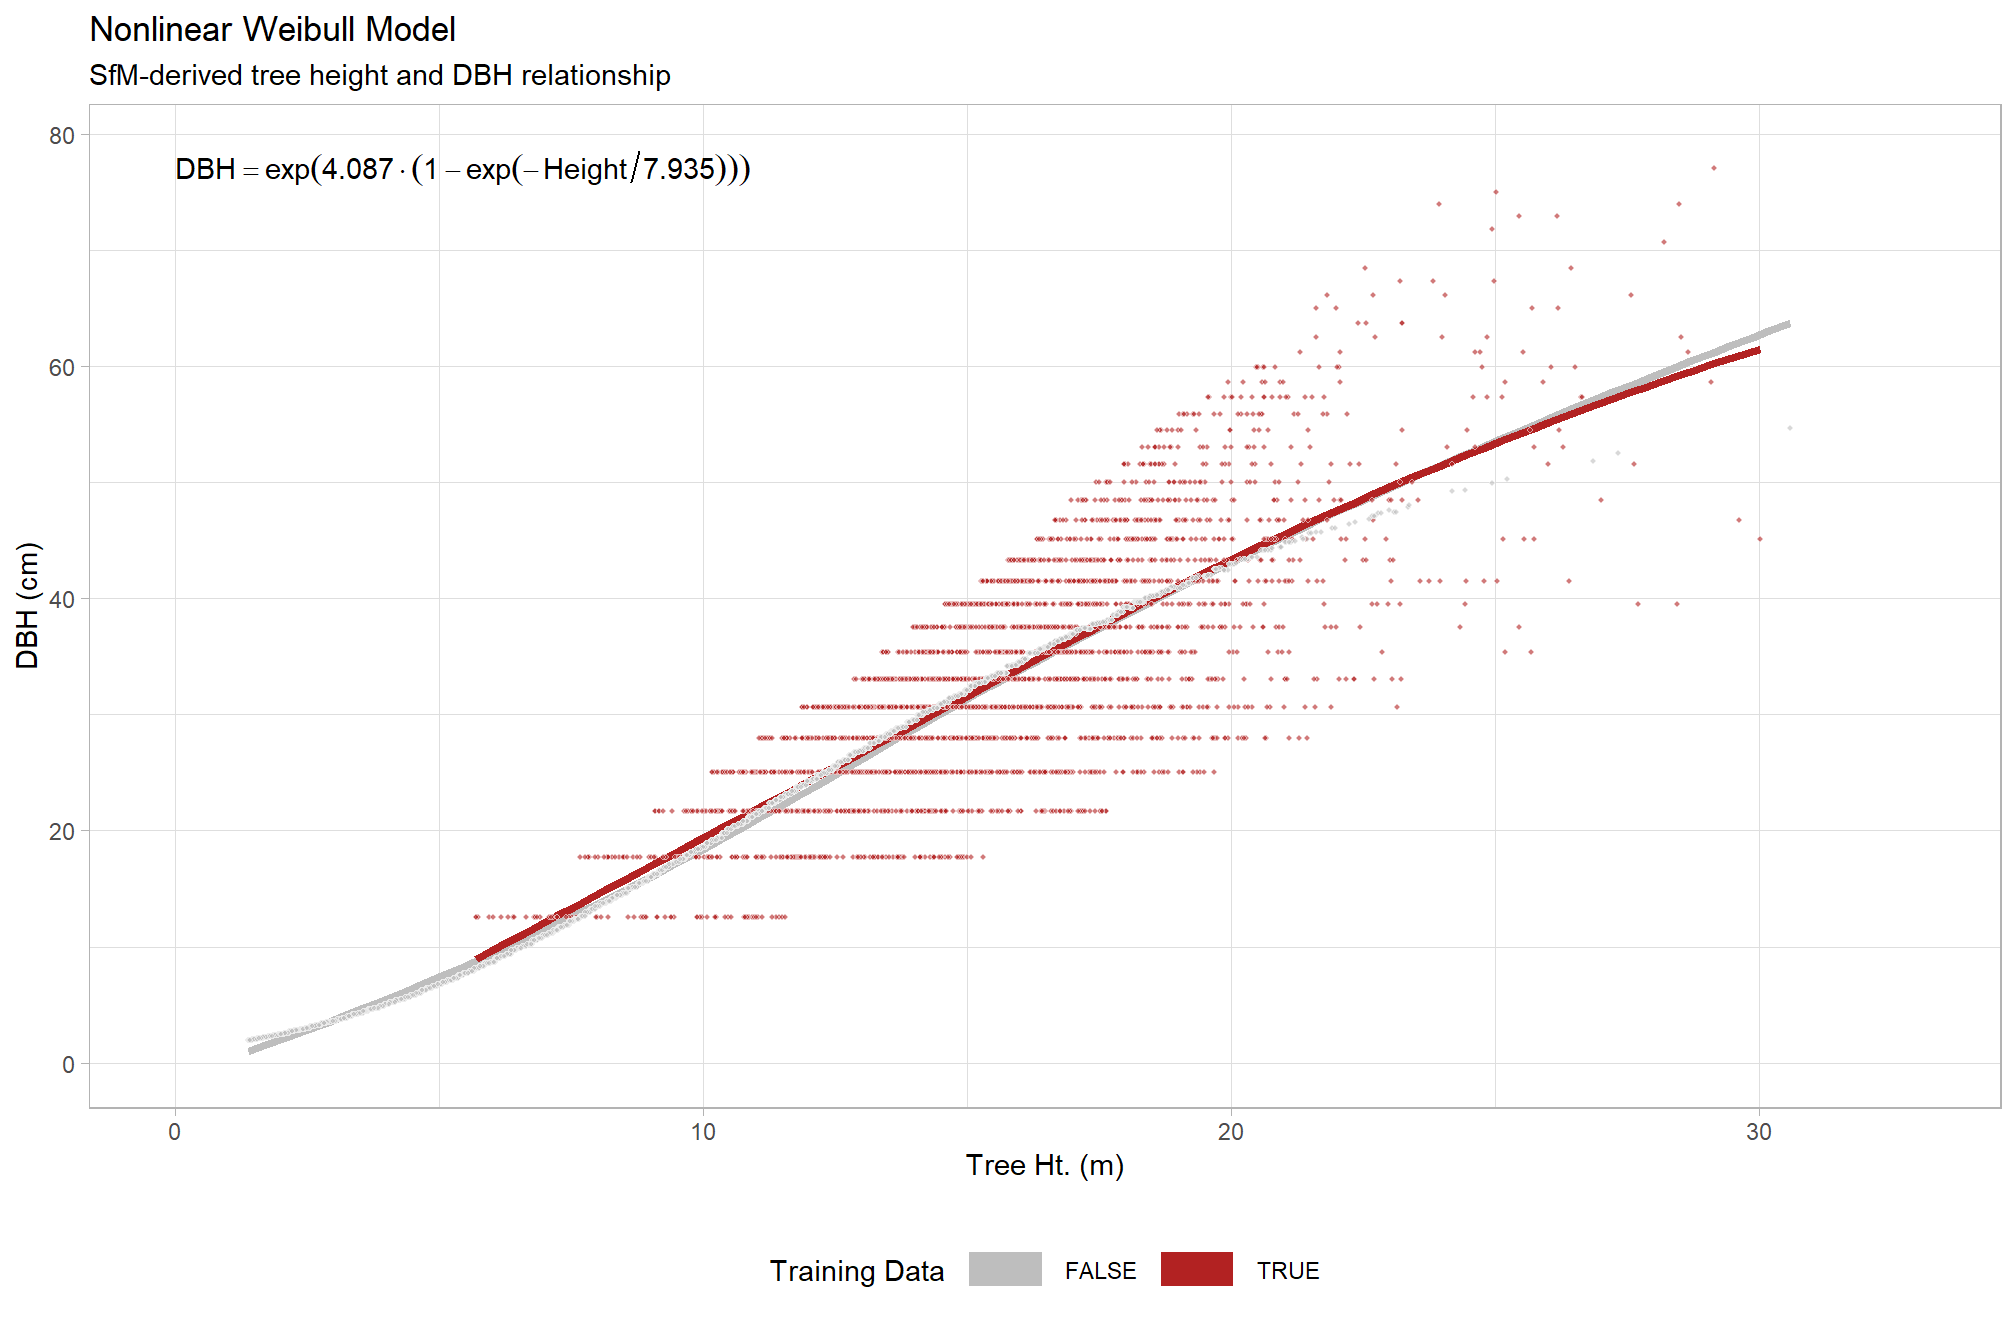 Nonlinear Weibull Model
SfM-derived tree height and DBH relationship
DBH = exp(4.087 · (1 − exp(− Height/7.935)))
80
60
40
20
0
DBH (cm)
0 10 20 30
Tree Ht. (m)
Training Data FALSE TRUE